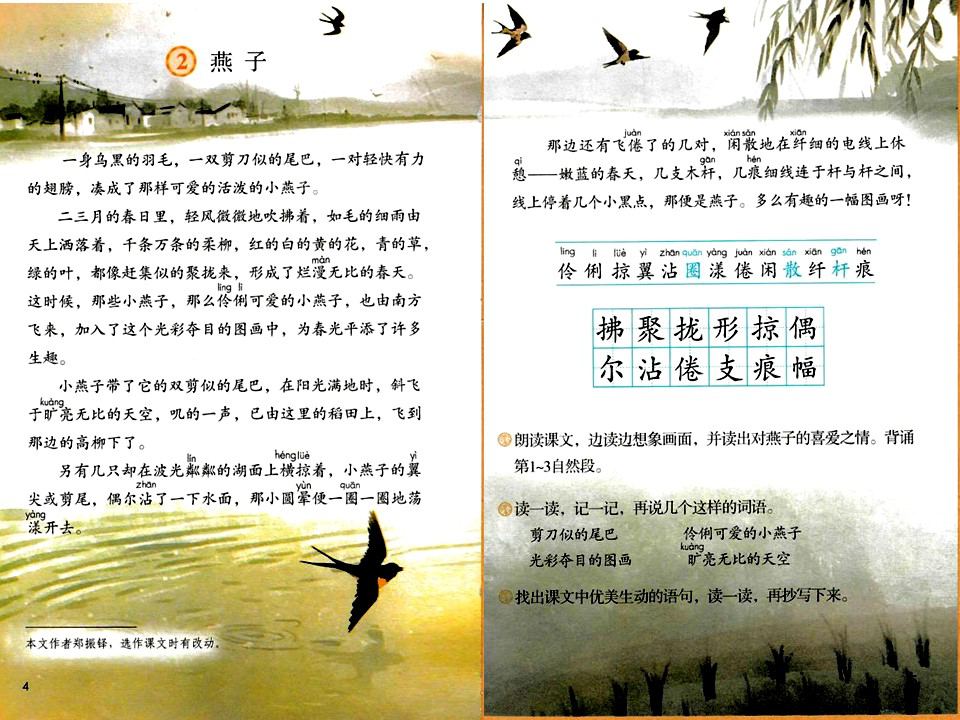 2 燕子
一身乌黑的羽毛，一双剪刀似的尾巴，一对轻快有力
的翅膀，凑成了那样可爱的活泼的小燕子。
二三月的春日里，轻风微微地吹拂着，如毛的细雨由
天上洒落着，千条万条的柔柳，红的白的黄的花，青的草，
绿的叶，都像赶集似的聚拢来，形成了烂漫无比的春天。
màn
这时候，那些小燕子，那么伶俐可爱的小燕子，也由南方
líng lì
飞来，加入了这个光彩夺目的图画中，为春光平添了许多
生趣。
小燕子带了它的双剪似的尾巴，在阳光满地时，斜飞
于旷亮无比的天空，叽的一声，已由这里的稻田上，飞到
kuàng
那边的高柳下了。
另有几只却在波光粼粼的湖面上横掠着，小燕子的翼
lín héng lüè yì
尖或剪尾，偶尔沾了一下水面，那小圆晕便一圈一圈地荡
zhān yùn quān
漾开去。
yàng
本文作者郑振铎，选作课文时有改动。
4
那边还有飞倦了的几对，闲散地在纤细的电线上休
juàn xián sǎn xiān
憩——嫩蓝的春天，几支木杆，几痕细线连于杆与杆之间，
qì gān hén
线上停着几个小黑点，那便是燕子。多么有趣的一幅图画呀！
líng lì lüè yì zhān quān yàng juàn xián sǎn xiān gān hén
伶俐掠翼沾圈漾倦闲散纤杆痕
拂聚拢形掠偶
尔沾倦支痕幅
朗读课文，边读边想象画面，并读出对燕子的喜爱之情。背诵
第1~3自然段。
读一读，记一记，再说几个这样的词语。
剪刀似的尾巴 伶俐可爱的小燕子
光彩夺目的图画 旷亮无比的天空
kuàng
找出课文中优美生动的语句，读一读，再抄写下来。